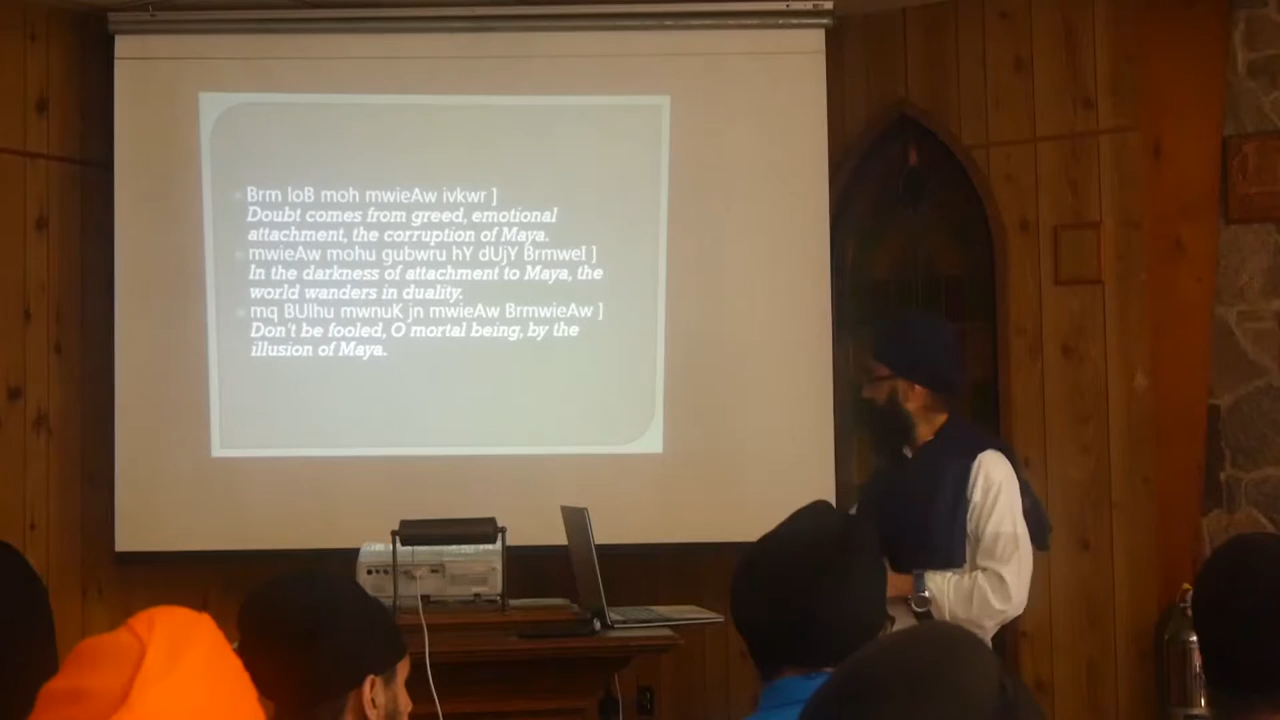 Brm loB moh mwieAw ivkwr ]
Doubt comes from greed, emotional
attachment, the corruption of Maya.
mwieAw mohu gubwru hY dUjY Brmwel ]
In the darkness of attachment to Maya, the
world wanders in duality.
mq BUlhu mwnuK jn mwieAw BrmwieAw ]
Don't be fooled, O mortal being, by the
illusion of Maya.